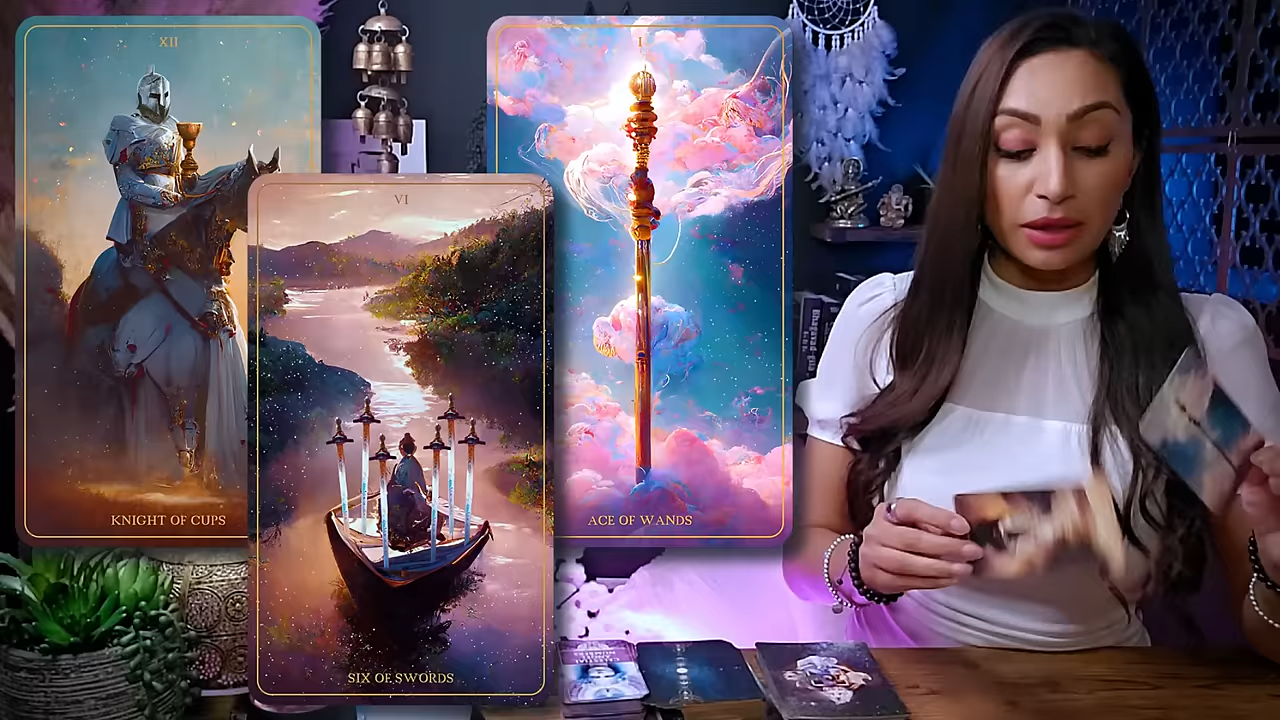 XII
KNIGHT OF CUPS
VI
SIX OF SWORDS
I
ACE OF WANDS